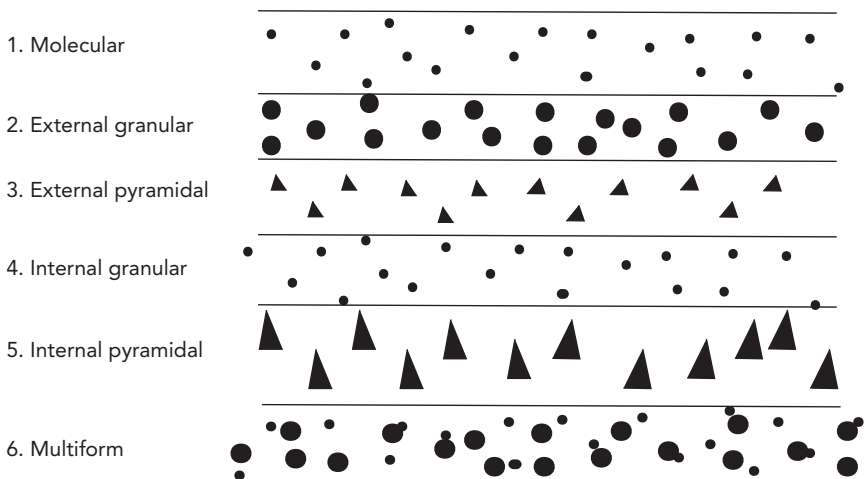 1. Molecular
2. External granular
3. External pyramidal
4. Internal granular
5. Internal pyramidal
6. Multiform